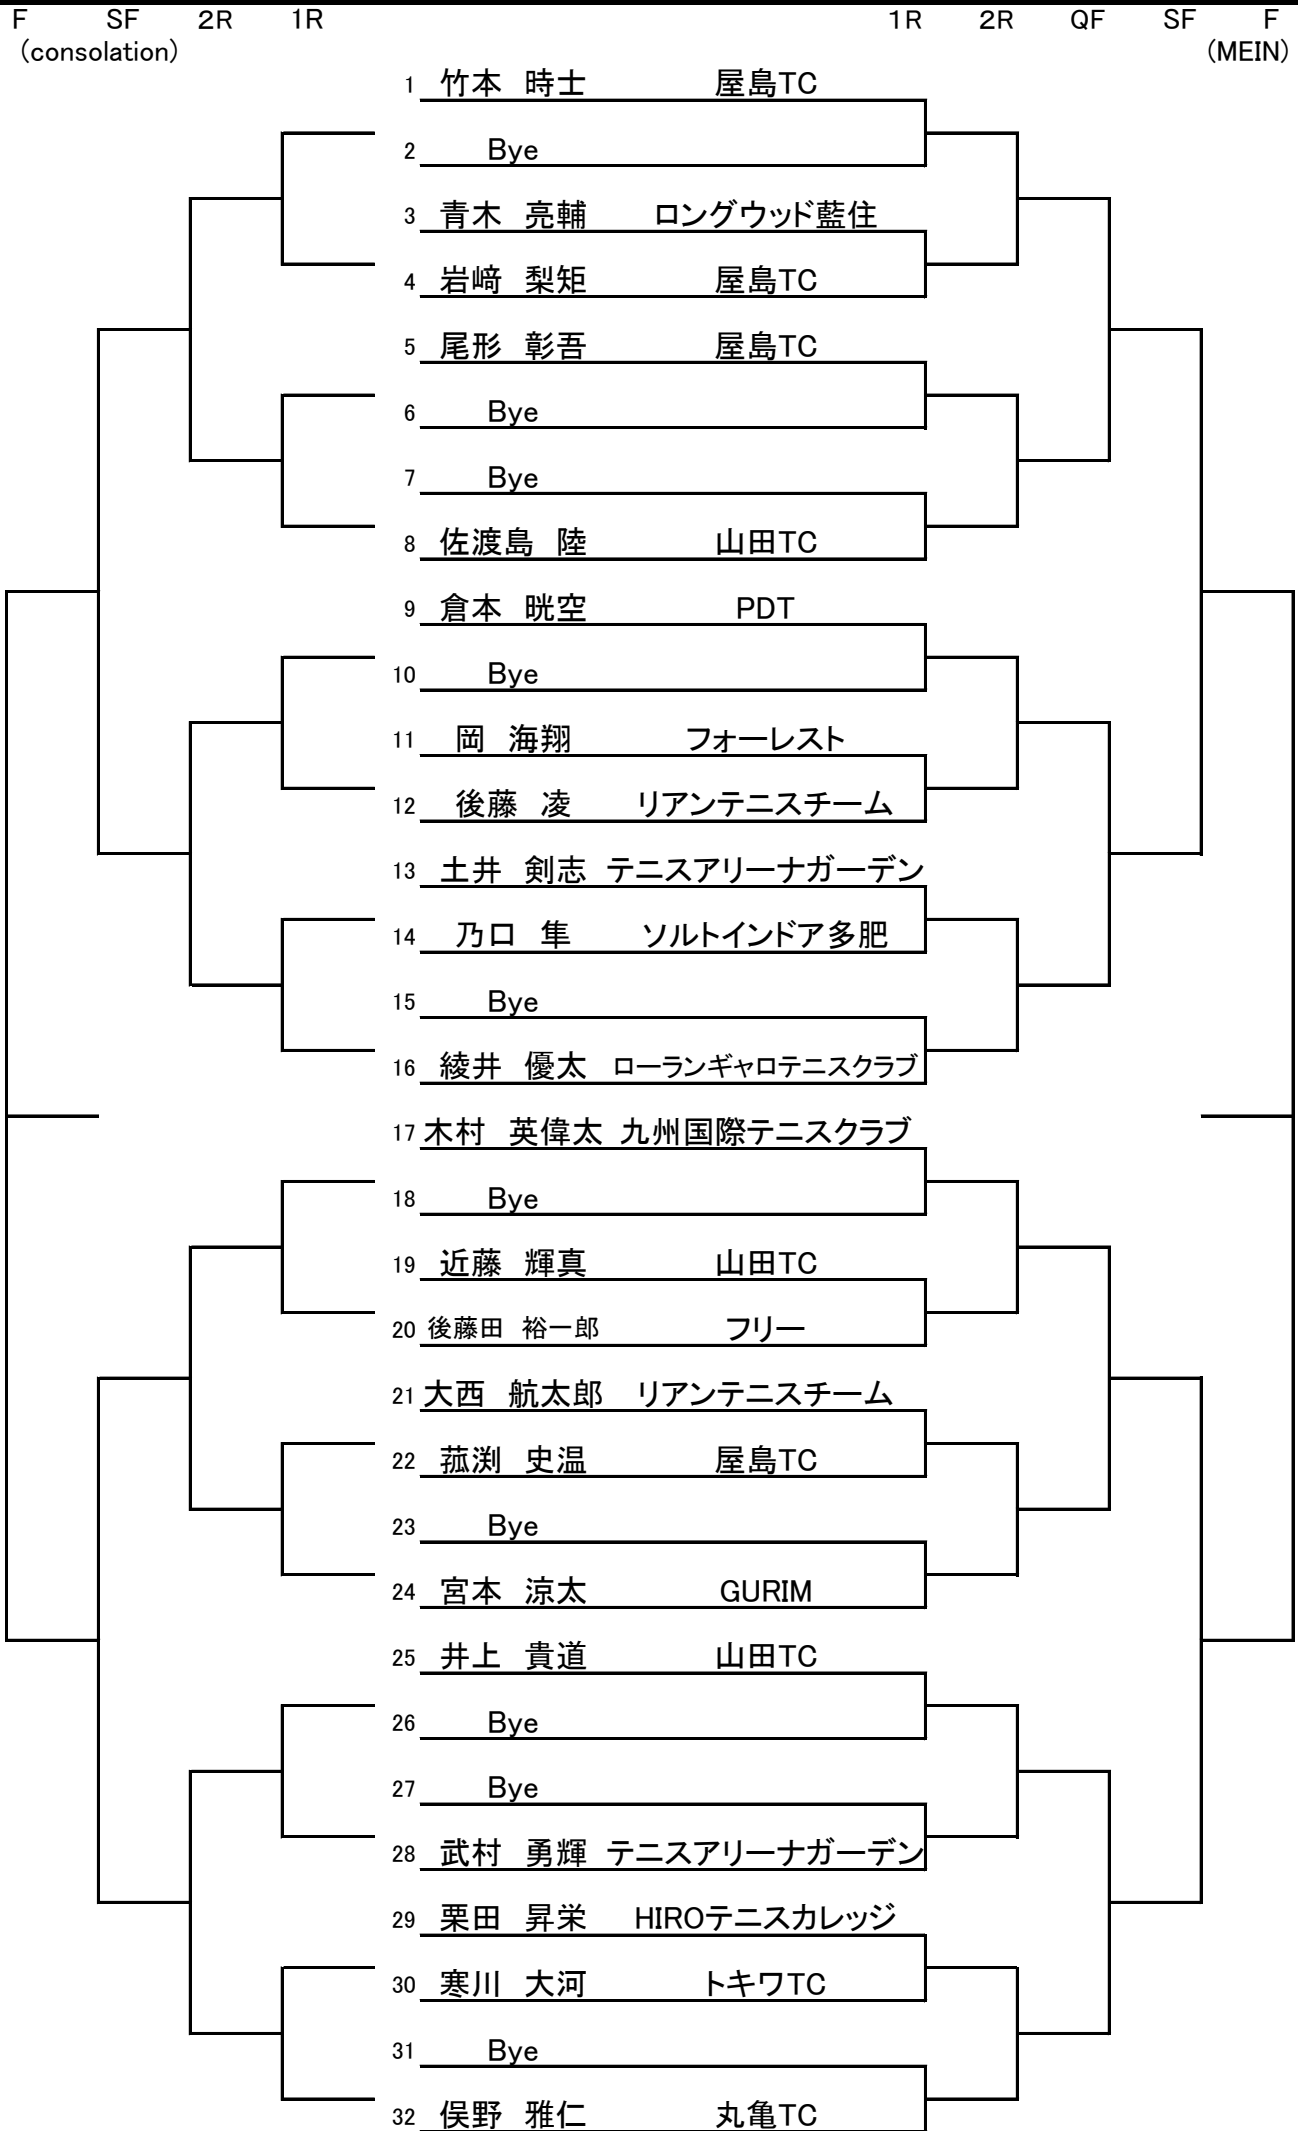 F SF 2R 1R 1R 2R QF SF F
(consolation) (MEIN)
1 竹本 時士 屋島TC
2 Bye
3 青木 亮輔 ロングウッド藍住
4 岩﨑 梨矩 屋島TC
5 尾形 彰吾 屋島TC
6 Bye
7 Bye
8 佐渡島 陸 山田TC
9 倉本 晄空 PDT
10 Bye
11 岡 海翔 フォーレスト
12 後藤 凌 リアンテニスチーム
13 土井 剣志 テニスアリーナガーデン
14 乃口 隼 ソルトインドア多肥
15 Bye
16 綾井 優太 ローランギャロテニスクラブ
17 木村 英偉太 九州国際テニスクラブ
18 Bye
19 近藤 輝真 山田TC
20 後藤田 裕一郎 フリー
21 大西 航太郎 リアンテニスチーム
22 菰渕 史温 屋島TC
23 Bye
24 宮本 涼太 GURIM
25 井上 貴道 山田TC
26 Bye
27 Bye
28 武村 勇輝 テニスアリーナガーデン
29 栗田 昇栄 HIROテニスカレッジ
30 寒川 大河 トキワTC
31 Bye
32 俣野 雅仁 丸亀TC